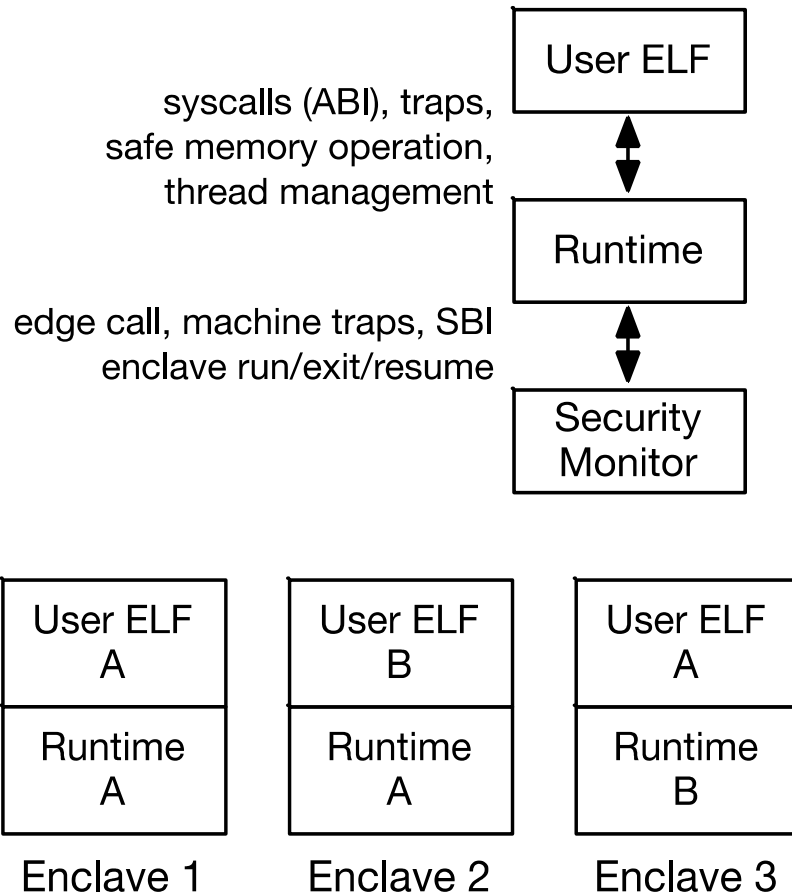 User ELF
syscalls (ABI), traps,
safe memory operation,
thread management
Runtime
edge call, machine traps, SBI
enclave run/exit/resume
Security
Monitor
User ELF
A
Runtime
A
Enclave 1
User ELF
B
Runtime
A
Enclave 2
User ELF
A
Runtime
B
Enclave 3